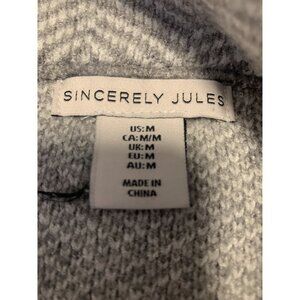 SINCERELY JULES
US:M
CA:M/M
UK:M
EU:M
AU:M
MADE IN
CHINA